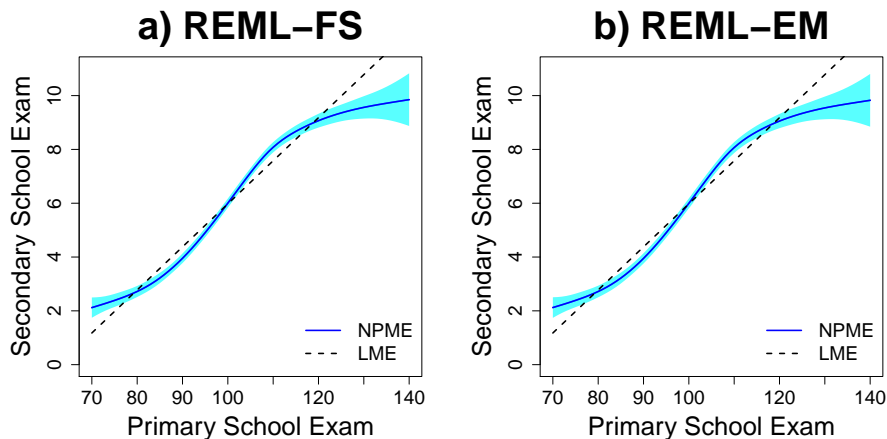 a) REML−FS
Secondary School Exam
10
8
6
4
2
0
NPME
LME
70 80 90 100 120 140
Primary School Exam
b) REML−EM
Secondary School Exam
10
8
6
4
2
0
NPME
LME
70 80 90 100 120 140
Primary School Exam